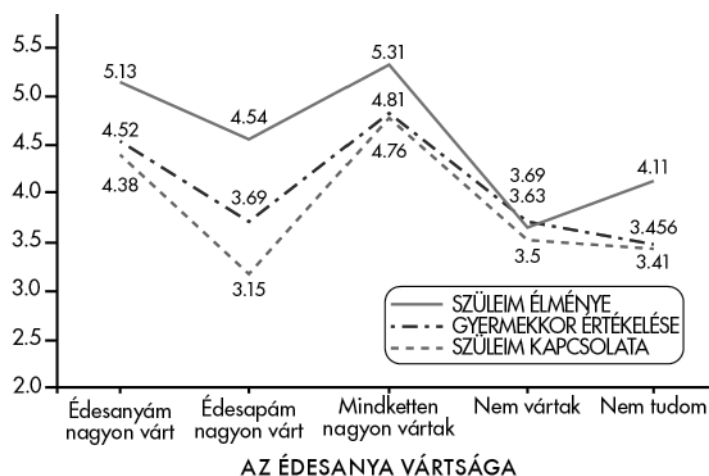 5.5
5.0
4.5
4.0
3.5
3.0
2.5
2.0
5.13
4.52
4.38
4.54
3.69
3.15
5.31
4.81
4.76
3.69
3.63
3.5
4.11
3.456
3.41
SZÜLEIM ÉLMÉNYE
GYERMEKKOR ÉRTÉKELÉSE
SZÜLEIM KAPCSOLATA
Édesanyám
nagyon várt
Édesapám
nagyon várt
Mindketten
nagyon vártak
Nem vártak
Nem tudom
AZ ÉDESANYA VÁRTSÁGA